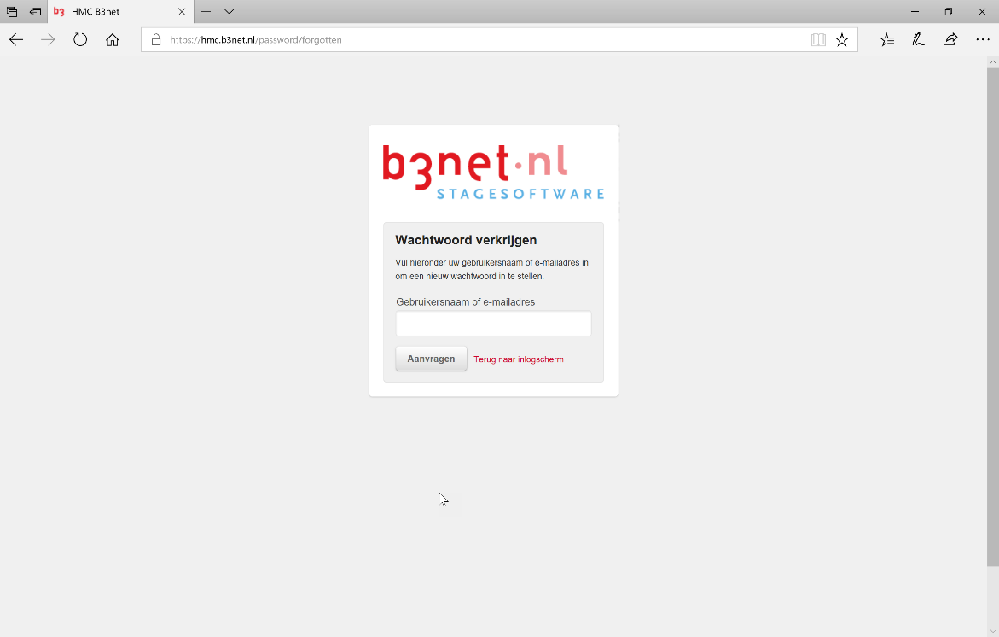 HMC B3net
https://hmc.b3net.nl/password/forgotten
b3net.nl
STAGESOFTWARE
Wachtwoord verkrijgen
Vul hieronder uw gebruikersnaam of e-mailadres in
om een nieuw wachtwoord in te stellen.
Gebruikersnaam of e-mailadres
Aanvragen Terug naar inlogscherm